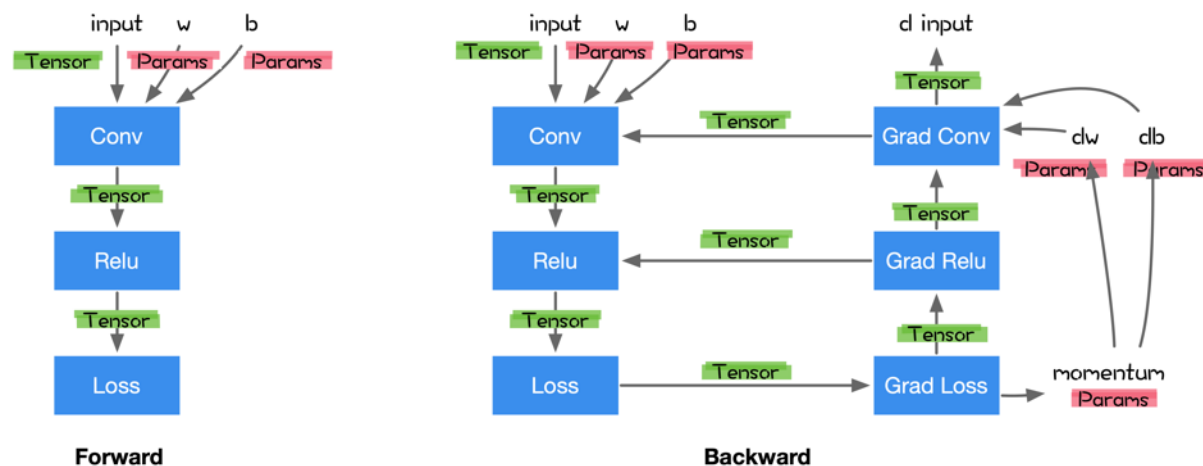 input w b
Tensor Params Params
Conv
Tensor
Relu
Tensor
Loss
Forward
input w b d input
Tensor Params Params Tensor
Conv Tensor Grad Conv dw db
Params Params
Tensor Tensor
Relu Tensor Grad Relu
Tensor Tensor
Loss Tensor Grad Loss momentum
Params
Backward